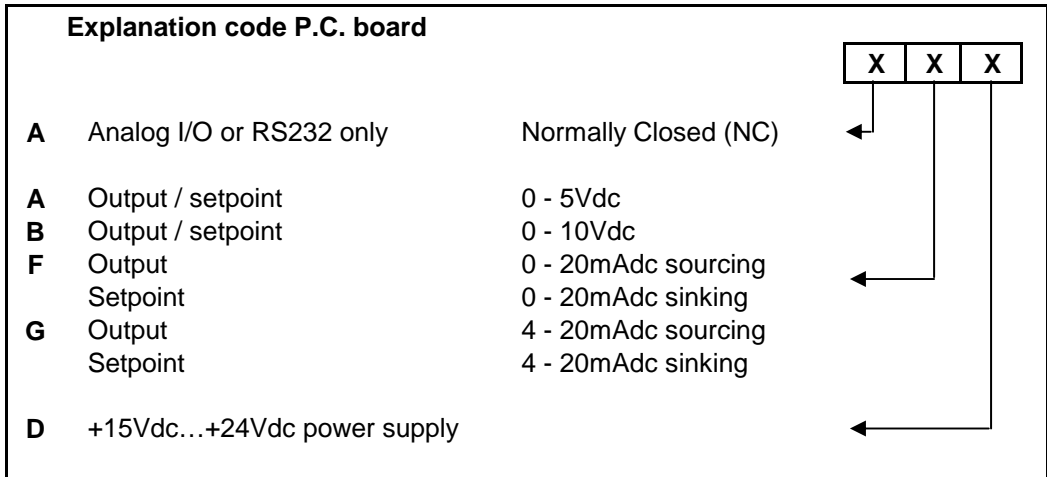 Explanation code P.C. board
X X X
A Analog I/O or RS232 only Normally Closed (NC)
A Output / setpoint 0 - 5Vdc
B Output / setpoint 0 - 10Vdc
F Output 0 - 20mAdc sourcing
Setpoint 0 - 20mAdc sinking
G Output 4 - 20mAdc sourcing
Setpoint 4 - 20mAdc sinking
D +15Vdc…+24Vdc power supply